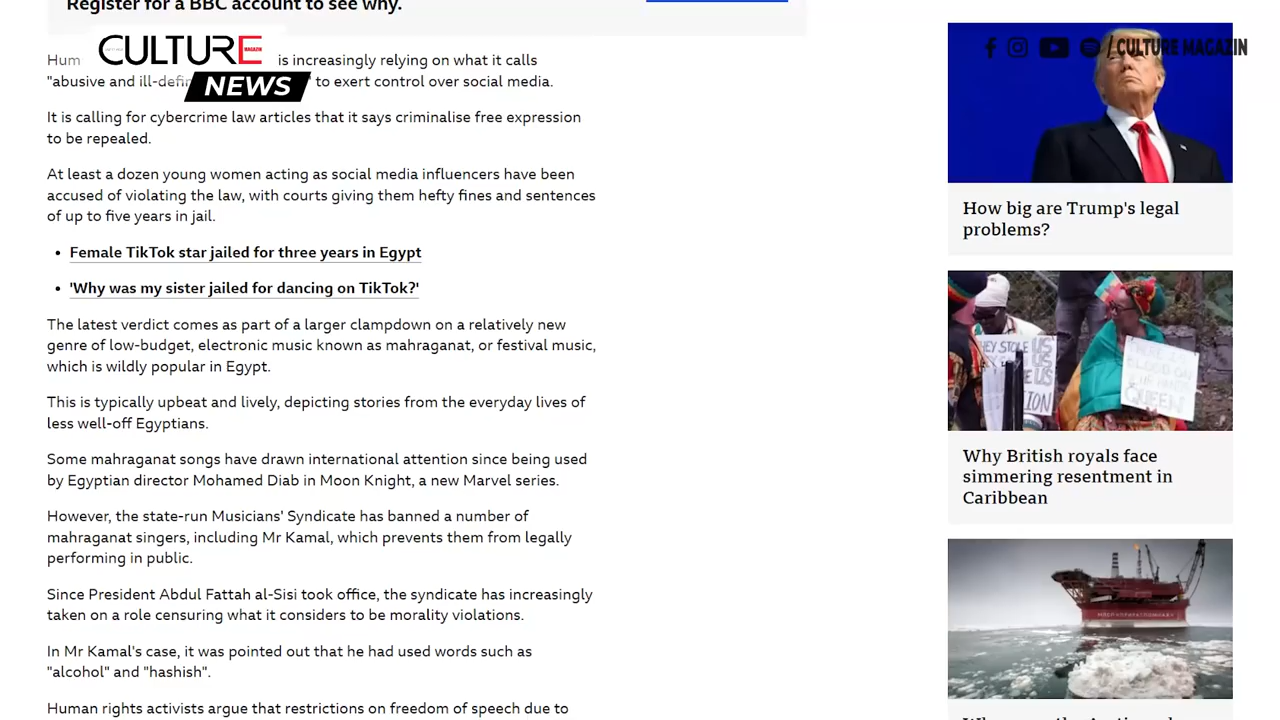 Register for a BBC account to see why.
CULTURE
MAGAZIN
NEWS
/ CULTURE MAGAZIN
Hum is increasingly relying on what it calls
"abusive and ill-defin to exert control over social media.
It is calling for cybercrime law articles that it says criminalise free expression
to be repealed.
At least a dozen young women acting as social media influencers have been
accused of violating the law, with courts giving them hefty fines and sentences
of up to five years in jail.
• Female TikTok star jailed for three years in Egypt
• 'Why was my sister jailed for dancing on TikTok?'
The latest verdict comes as part of a larger clampdown on a relatively new
genre of low-budget, electronic music known as mahraganat, or festival music,
which is wildly popular in Egypt.
This is typically upbeat and lively, depicting stories from the everyday lives of
less well-off Egyptians.
Some mahraganat songs have drawn international attention since being used
by Egyptian director Mohamed Diab in Moon Knight, a new Marvel series.
However, the state-run Musicians' Syndicate has banned a number of
mahraganat singers, including Mr Kamal, which prevents them from legally
performing in public.
Since President Abdul Fattah al-Sisi took office, the syndicate has increasingly
taken on a role censuring what it considers to be morality violations.
In Mr Kamal's case, it was pointed out that he had used words such as
"alcohol" and "hashish".
Human rights activists argue that restrictions on freedom of speech due to
How big are Trump's legal
problems?
THEY STOLE US
US
QUEEN
Why British royals face
simmering resentment in
Caribbean